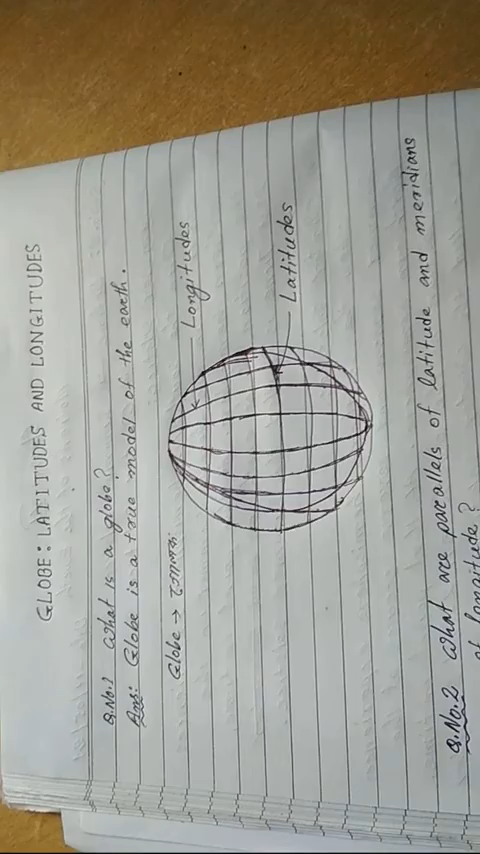 GLOBE: LATITUDES AND LONGITUDES
Q.No.1 What is a globe?
Ans: Globe is a true model of the earth.
Globe →
Longitudes
Latitudes
Q.No.2 What are parallels of latitude and meridians
of longitude?